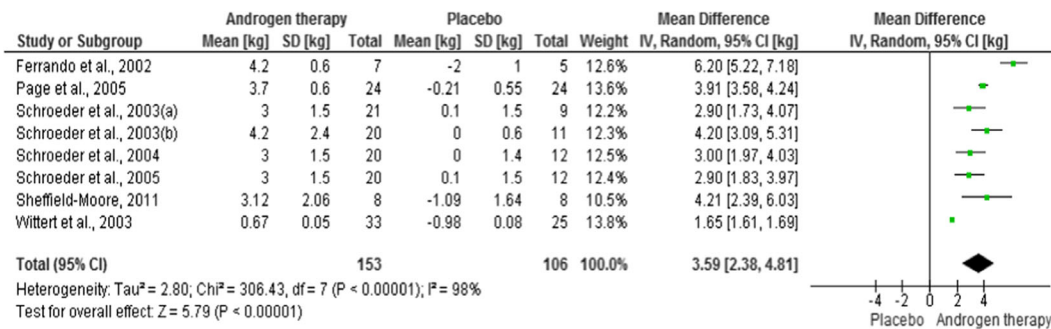 Androgen therapy Placebo Mean Difference Mean Difference
Study or Subgroup Mean [kg] SD [kg] Total Mean [kg] SD [kg] Total Weight IV, Random, 95% CI [kg] IV, Random, 95% CI [kg]
Ferrando et al., 2002 4.2 0.6 7 -2 1 5 12.6% 6.20 [5.22, 7.18]
Page et al., 2005 3.7 0.6 24 -0.21 0.55 24 13.6% 3.91 [3.58, 4.24]
Schroeder et al., 2003(a) 3 1.5 21 0.1 1.5 9 12.2% 2.90 [1.73, 4.07]
Schroeder et al., 2003(b) 4.2 2.4 20 0 0.6 11 12.3% 4.20 [3.09, 5.31]
Schroeder et al., 2004 3 1.5 20 0 1.4 12 12.5% 3.00 [1.97, 4.03]
Schroeder et al., 2005 3 1.5 20 0.1 1.5 12 12.4% 2.90 [1.83, 3.97]
Sheffield-Moore, 2011 3.12 2.06 8 -1.09 1.64 8 10.5% 4.21 [2.39, 6.03]
Wittert et al., 2003 0.67 0.05 33 -0.98 0.08 25 13.8% 1.65 [1.61, 1.69]
Total (95% CI) 153 106 100.0% 3.59 [2.38, 4.81]
Heterogeneity: Tau² = 2.80; Chi² = 306.43, df = 7 (P < 0.00001); I² = 98%
Test for overall effect: Z = 5.79 (P < 0.00001)
-4 -2 0 2 4
Placebo Androgen therapy